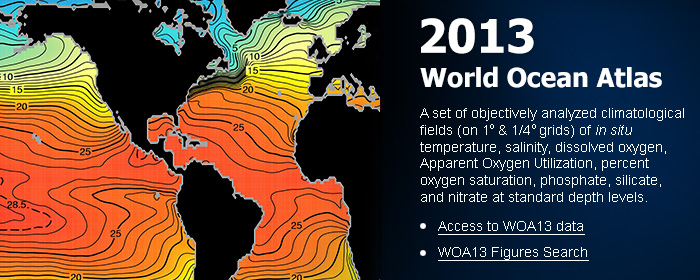 2013
World Ocean Atlas
A set of objectively analyzed climatological
fields (on 1° & 1/4° grids) of in situ
temperature, salinity, dissolved oxygen,
Apparent Oxygen Utilization, percent
oxygen saturation, phosphate, silicate,
and nitrate at standard depth levels.
• Access to WOA13 data
• WOA13 Figures Search
5
10
10
15
15
20
20
25
25
25
28.5
20